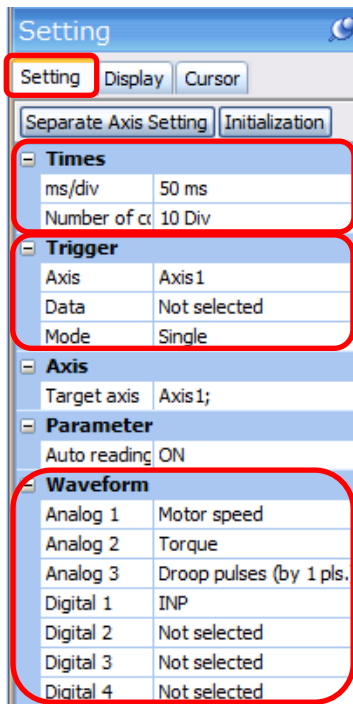 Setting
Setting Display Cursor
Separate Axis Setting Initialization
Times
ms/div 50 ms
Number of cc 10 Div
Trigger
Axis Axis1
Data Not selected
Mode Single
Axis
Target axis Axis1;
Parameter
Auto reading ON
Waveform
Analog 1 Motor speed
Analog 2 Torque
Analog 3 Droop pulses (by 1 pls.
Digital 1 INP
Digital 2 Not selected
Digital 3 Not selected
Digital 4 Not selected